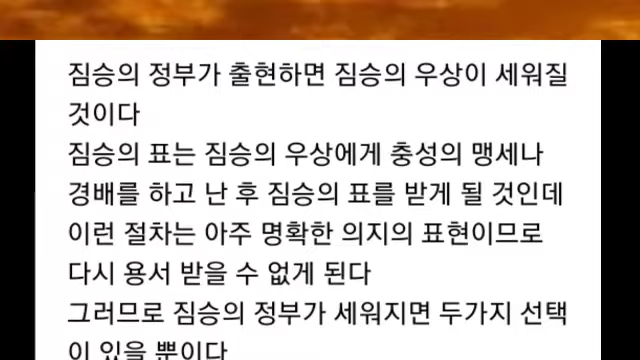 짐승의 정부가 출현하면 짐승의 우상이 세워질
것이다
짐승의 표는 짐승의 우상에게 충성의 맹세나
경배를 하고 난 후 짐승의 표를 받게 될 것인데
이런 절차는 아주 명확한 의지의 표현이므로
다시 용서 받을 수 없게 된다
그러므로 짐승의 정부가 세워지면 두가지 선택
이 있을 뿐이다